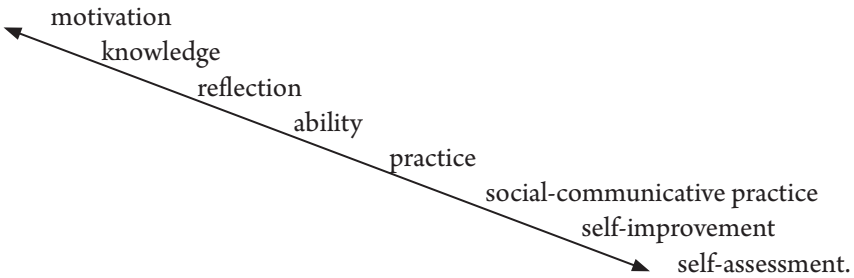 motivation
knowledge
reflection
ability
practice
social-communicative practice
self-improvement
self-assessment.